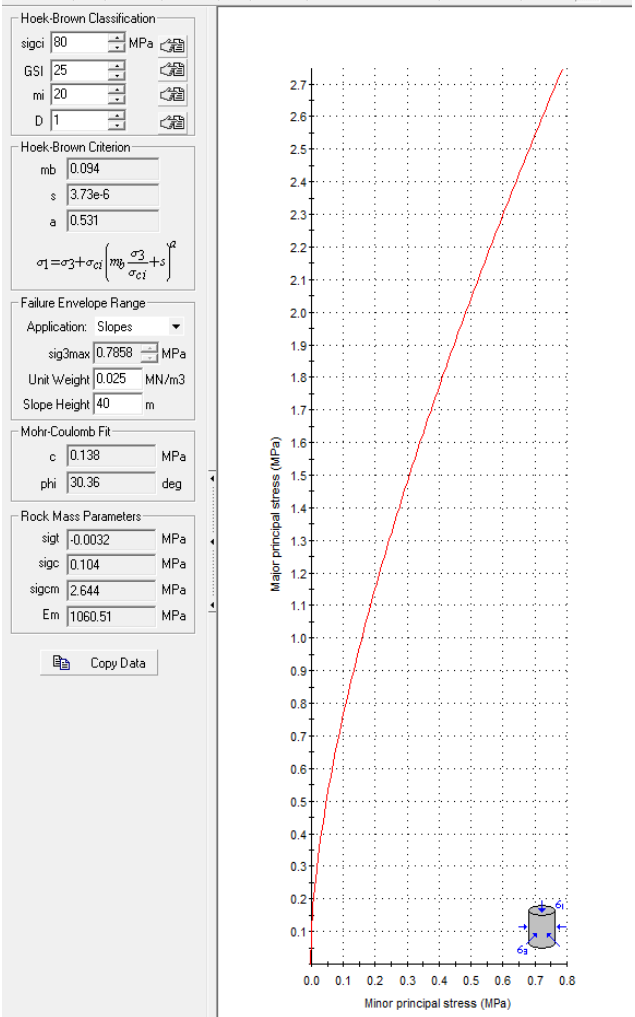 Hoek-Brown Classification
sigci 80 MPa
GSI 25
mi 20
D 1
Hoek-Brown Criterion
mb 0.094
s 3.73e-6
a 0.531
σ1=σ3+σci(mb σ3/σci+s)^a
Failure Envelope Range
Application: Slopes
sig3max 0.7858 MPa
Unit Weight 0.025 MN/m3
Slope Height 40 m
Mohr-Coulomb Fit
c 0.138 MPa
phi 30.36 deg
Rock Mass Parameters
sigt -0.0032 MPa
sigc 0.104 MPa
sigcm 2.644 MPa
Em 1060.51 MPa
Copy Data
Major principal stress (MPa)
2.7
2.6
2.5
2.4
2.3
2.2
2.1
2.0
1.9
1.8
1.7
1.6
1.5
1.4
1.3
1.2
1.1
1.0
0.9
0.8
0.7
0.6
0.5
0.4
0.3
0.2
0.1
σ1
σ3
0.0 0.1 0.2 0.3 0.4 0.5 0.6 0.7 0.8
Minor principal stress (MPa)